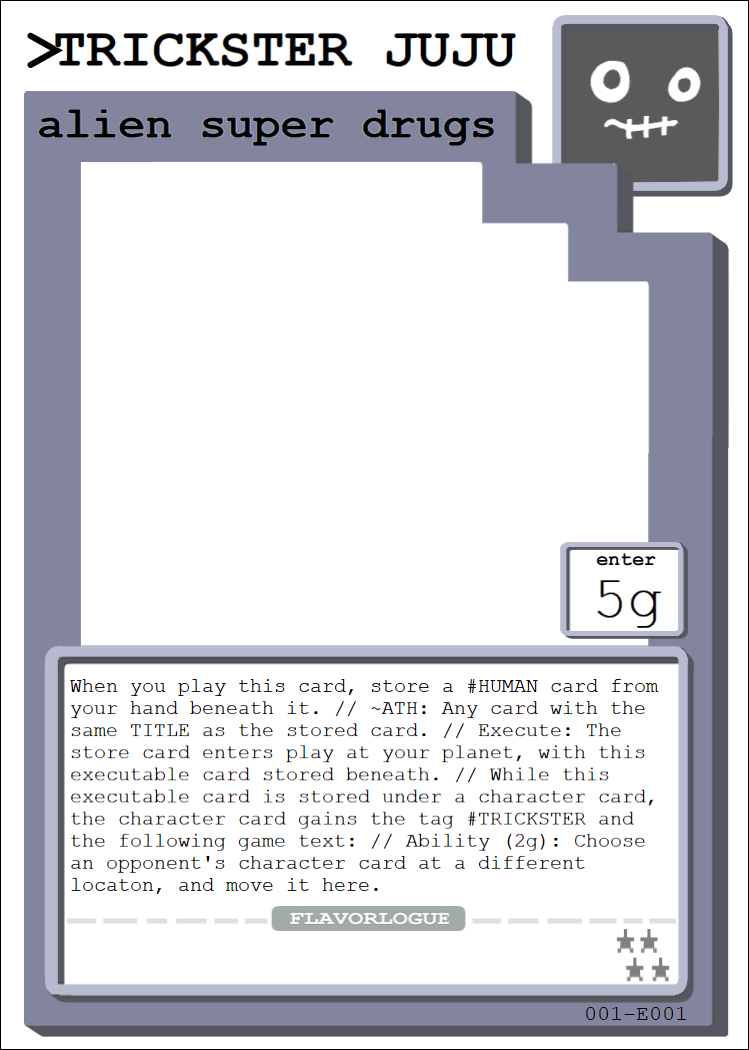 >TRICKSTER JUJU
alien super drugs
enter
5g
When you play this card, store a #HUMAN card from
your hand beneath it. // ~ATH: Any card with the
same TITLE as the stored card. // Execute: The
store card enters play at your planet, with this
executable card stored beneath. // While this
executable card is stored under a character card,
the character card gains the tag #TRICKSTER and
the following game text: // Ability (2g): Choose
an opponent's character card at a different
locaton, and move it here.
FLAVORLOGUE
001-E001